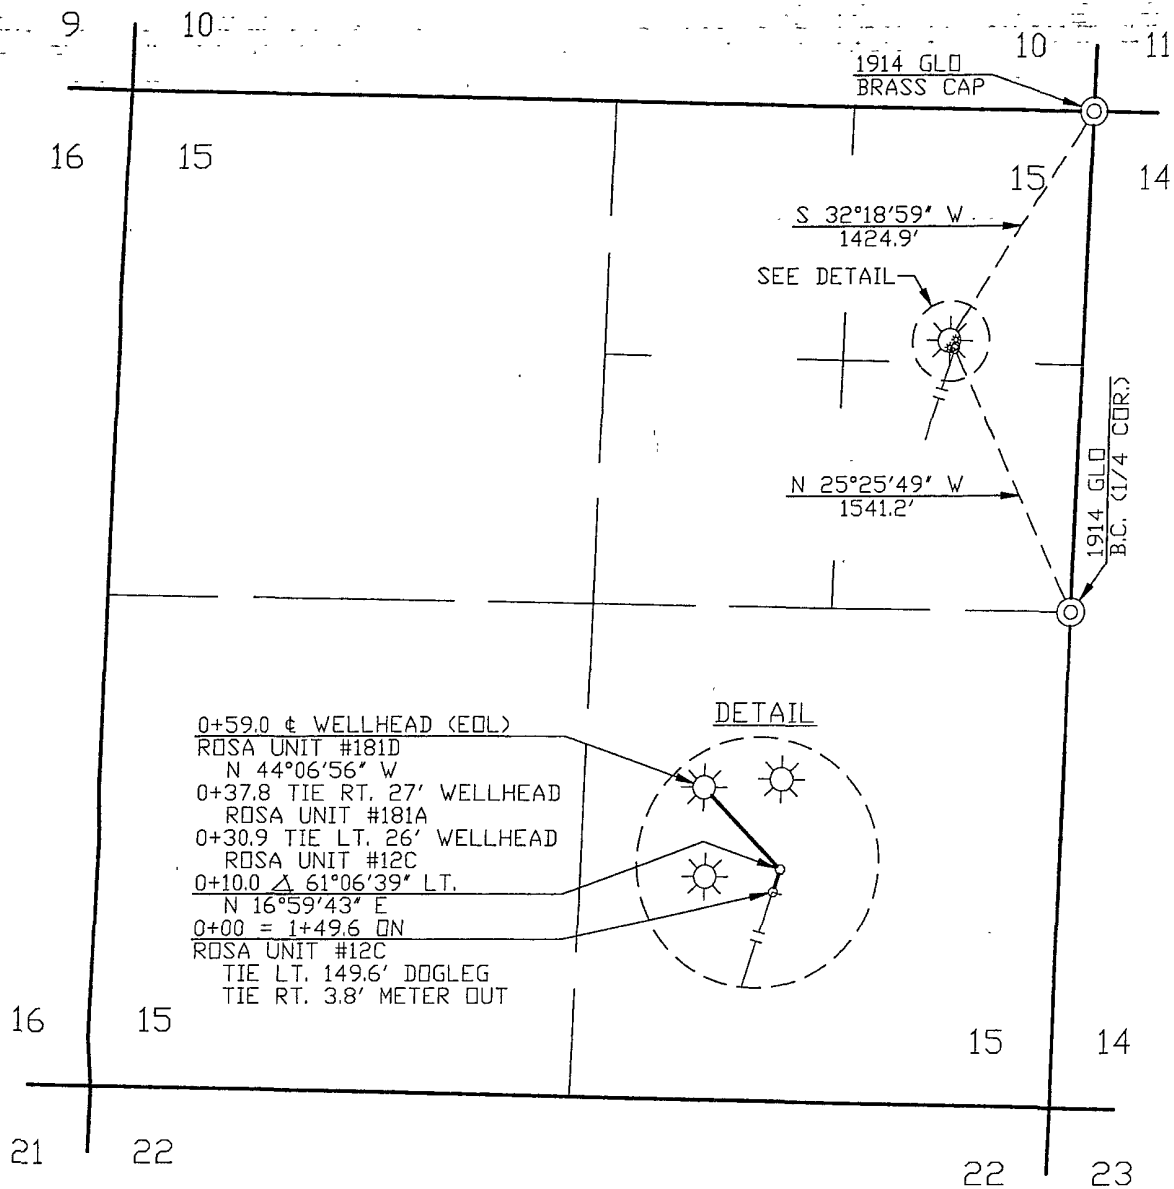 9
10
10
11
1914 GLO
BRASS CAP
16
15
15
14
S 32°18'59" W
1424.9'
SEE DETAIL
N 25°25'49" W
1541.2'
1914 GLO
B.C. (1/4 COR.)
DETAIL
0+59.0 ℄ WELLHEAD (EOL)
ROSA UNIT #181D
N 44°06'56" W
0+37.8 TIE RT. 27' WELLHEAD
ROSA UNIT #181A
0+30.9 TIE LT. 26' WELLHEAD
ROSA UNIT #12C
0+10.0 ∆ 61°06'39" LT.
N 16°59'43" E
0+00 = 1+49.6 ON
ROSA UNIT #12C
TIE LT. 149.6' DOGLEG
TIE RT. 3.8' METER OUT
16
15
15
14
21
22
22
23